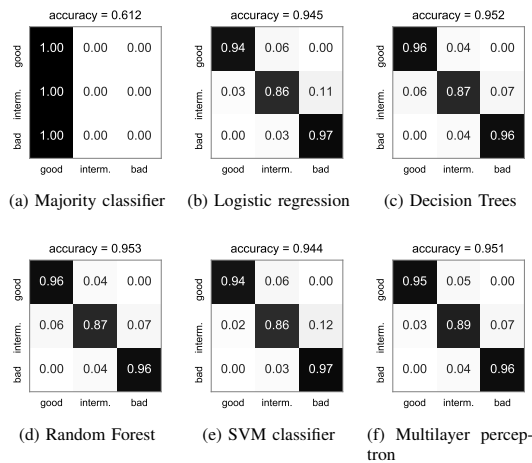 accuracy = 0.612
good 1.00 0.00 0.00
interm. 1.00 0.00 0.00
bad 1.00 0.00 0.00
good interm. bad
(a) Majority classifier
accuracy = 0.945
good 0.94 0.06 0.00
interm. 0.03 0.86 0.11
bad 0.00 0.03 0.97
good interm. bad
(b) Logistic regression
accuracy = 0.952
good 0.96 0.04 0.00
interm. 0.06 0.87 0.07
bad 0.00 0.04 0.96
good interm. bad
(c) Decision Trees
accuracy = 0.953
good 0.96 0.04 0.00
interm. 0.06 0.87 0.07
bad 0.00 0.04 0.96
good interm. bad
(d) Random Forest
accuracy = 0.944
good 0.94 0.06 0.00
interm. 0.02 0.86 0.12
bad 0.00 0.03 0.97
good interm. bad
(e) SVM classifier
accuracy = 0.951
good 0.95 0.05 0.00
interm. 0.03 0.89 0.07
bad 0.00 0.04 0.96
good interm. bad
(f) Multilayer percep-
tron